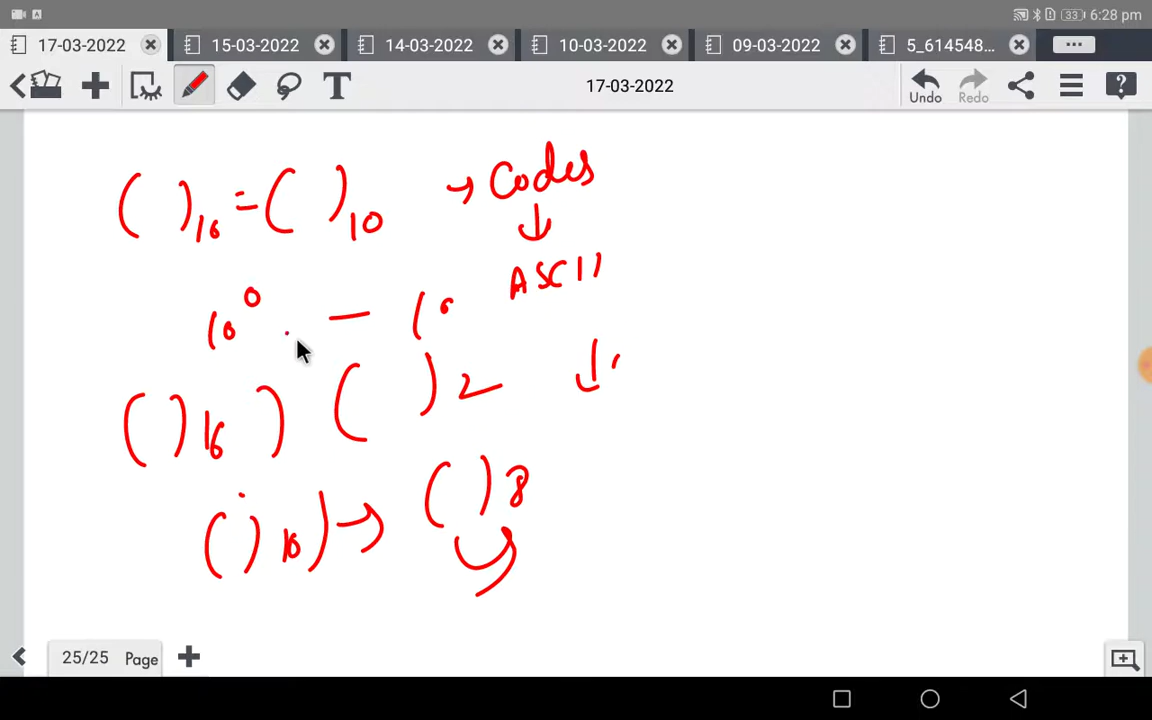 33 6:28 pm
17-03-2022 15-03-2022 14-03-2022 10-03-2022 09-03-2022 5_614548... ...
T 17-03-2022 Undo Redo ?
( )16 = ( )10 → Codes
↓
ASCII
10^0 . –
( )16 ) ( )2 ↓
( )10 ) → ( )8
25/25 Page